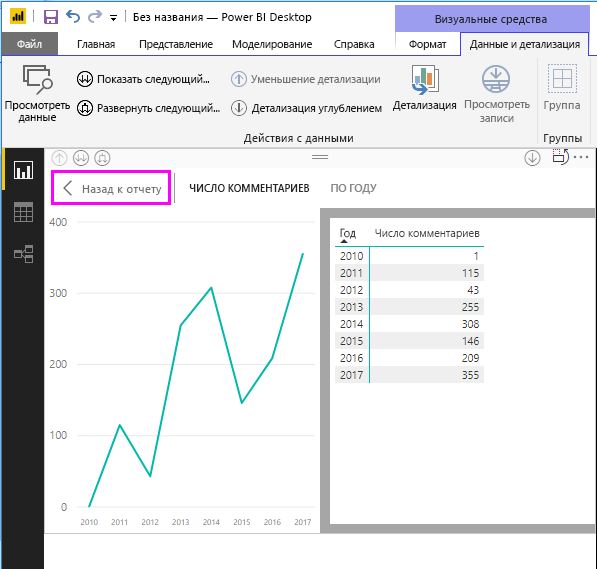 Без названия — Power BI Desktop
Визуальные средства
Файл
Главная
Представление
Моделирование
Справка
Формат
Данные и детализация
Просмотреть
данные
Показать следующий...
Развернуть следующий...
Уменьшение детализации
Детализация углублением
Детализация
Просмотреть
записи
Группа
Действия с данными
Группы
Назад к отчету
ЧИСЛО КОММЕНТАРИЕВ
ПО ГОДУ
400
300
200
100
0
2010 2011 2012 2013 2014 2015 2016 2017
Год Число комментариев
2010 1
2011 115
2012 43
2013 255
2014 308
2015 146
2016 209
2017 355